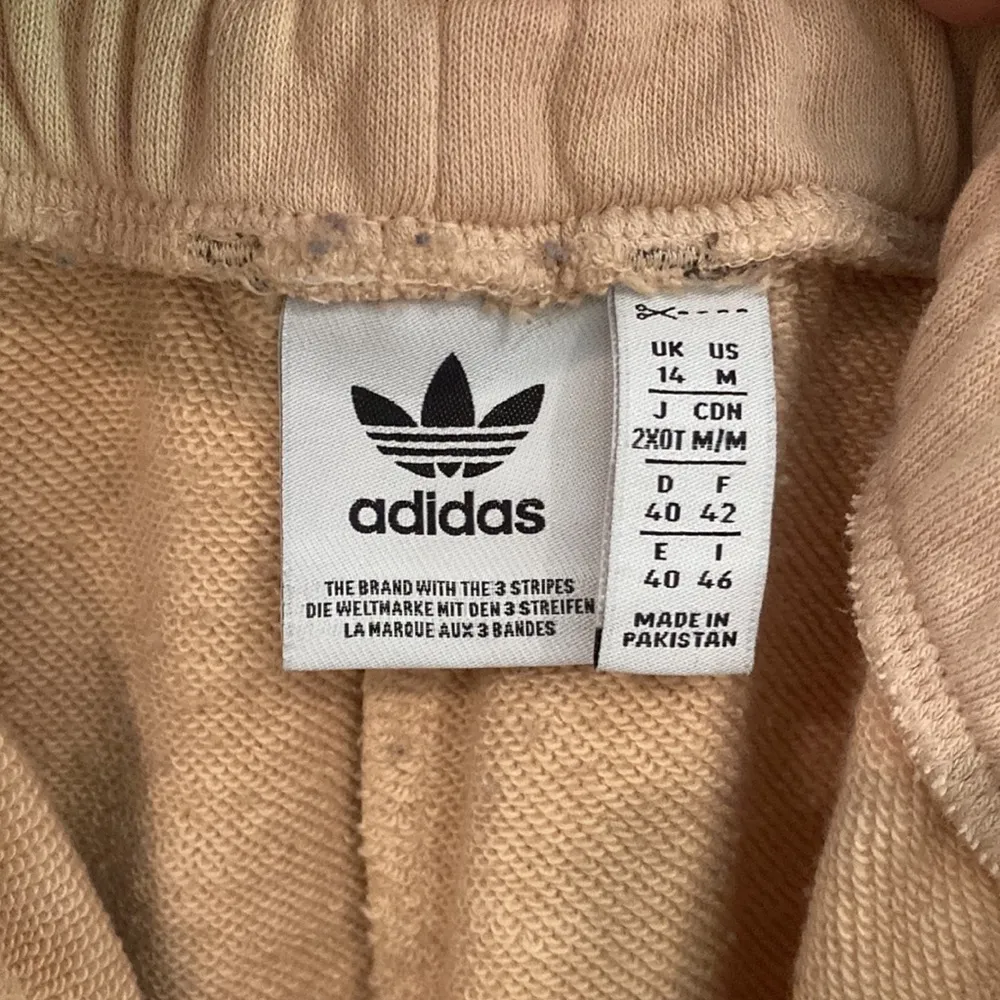 adidas
THE BRAND WITH THE 3 STRIPES
DIE WELTMARKE MIT DEN 3 STREIFEN
LA MARQUE AUX 3 BANDES
UK US
14 M
J CDN
2XOT M/M
D F
40 42
E I
40 46
MADE IN
PAKISTAN